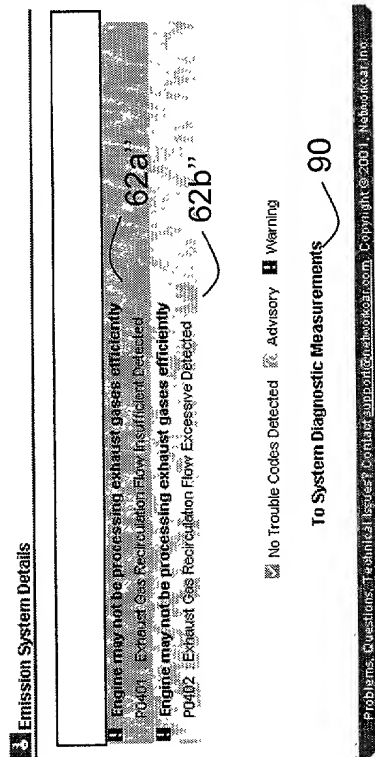 Emission System Details
Engine may not be processing exhaust gases efficiently
P0401 Exhaust Gas Recirculation Flow Insufficient Detected
62a"
Engine may not be processing exhaust gases efficiently
P0402 Exhaust Gas Recirculation Flow Excessive Detected
62b"
No Trouble Codes Detected Advisory Warning
To System Diagnostic Measurements
90
Problems, Questions, Technical Issues? Contact support@networkcar.com. Copyright © 2001, Networkcar, Inc.